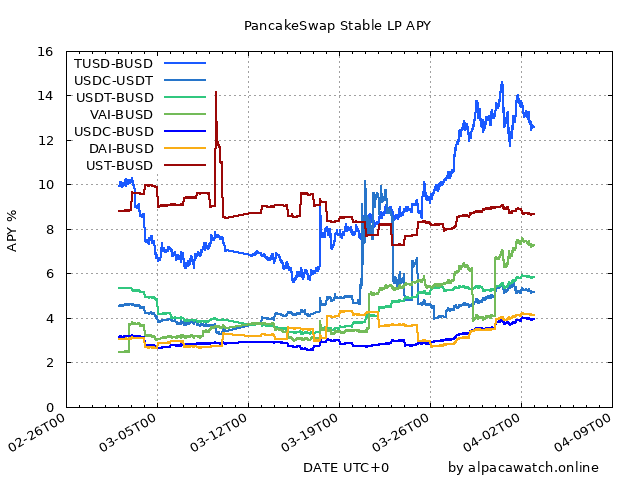 PancakeSwap Stable LP APY
APY %
16
14
12
10
8
6
4
2
0
TUSD-BUSD
USDC-USDT
USDT-BUSD
VAI-BUSD
USDC-BUSD
DAI-BUSD
UST-BUSD
02-26T00
03-05T00
03-12T00
03-19T00
03-26T00
04-02T00
04-09T00
DATE UTC+0
by alpacawatch.online